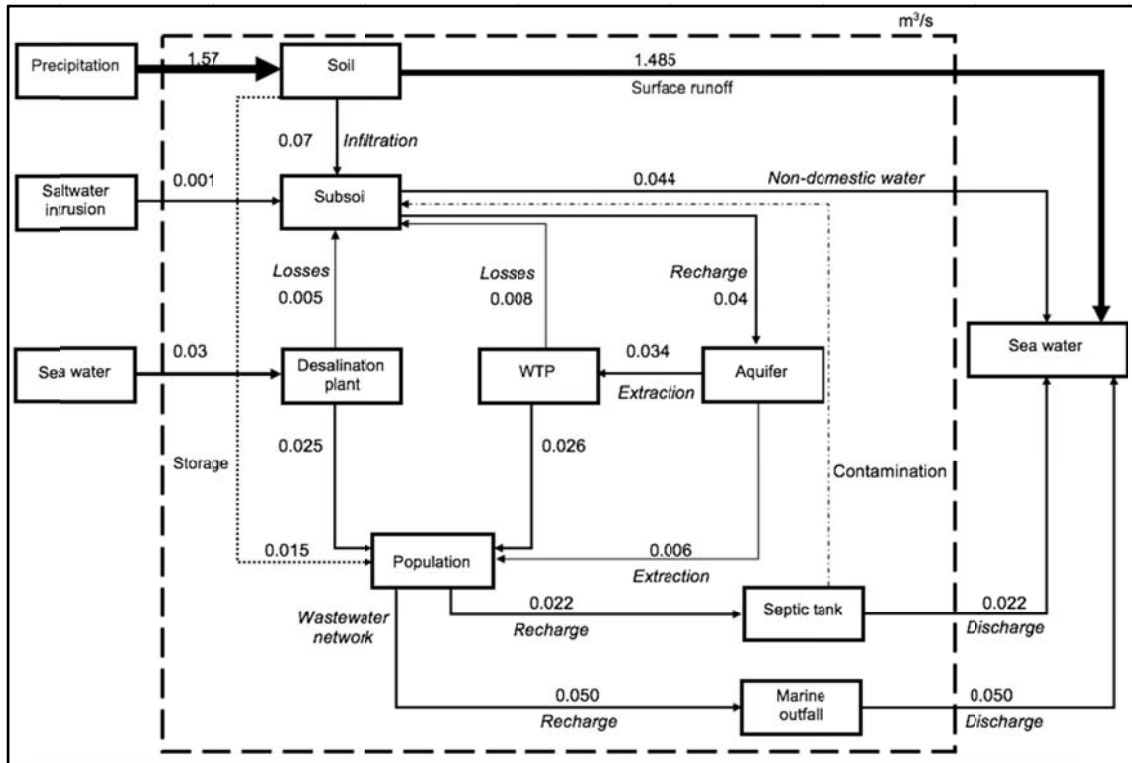 m³/s
Precipitation
1.57
Soil
1.485
Surface runoff
0.07
Infiltration
Saltwater
intrusion
0.001
Subsoi
0.044
Non-domestic water
Losses
0.005
Losses
0.008
Recharge
0.04
Sea water
0.03
Desalination
plant
WTP
0.034
Extraction
Aquifer
Sea water
0.025
0.026
Storage
Contamination
0.015
Population
0.006
Extraction
Wastewater
network
0.022
Recharge
Septic tank
0.022
Discharge
0.050
Recharge
Marine
outfall
0.050
Discharge